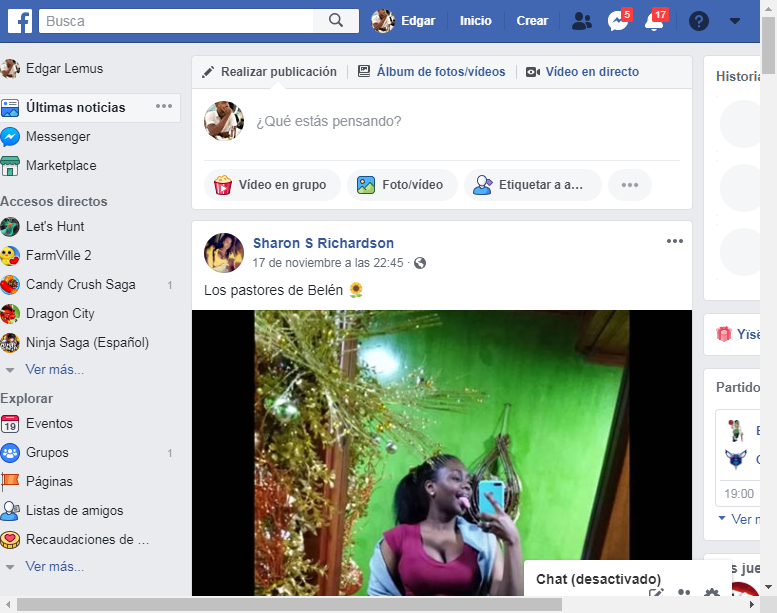 Busca
Edgar
Inicio
Crear
5
17
Edgar Lemus
Últimas noticias
Messenger
Marketplace
Accesos directos
Let's Hunt
FarmVille 2
Candy Crush Saga 1
Dragon City
Ninja Saga (Español)
Ver más...
Explorar
19 Eventos
Grupos 1
Páginas
Listas de amigos
Recaudaciones de ...
Ver más...
Realizar publicación
Álbum de fotos/vídeos
Vídeo en directo
¿Qué estás pensando?
Vídeo en grupo
Foto/vídeo
Etiquetar a a...
Sharon S Richardson
17 de noviembre a las 22:45 ·
Los pastores de Belén
Chat (desactivado)
Historia
Yïsë
Partido
19:00
Ver m
s jue